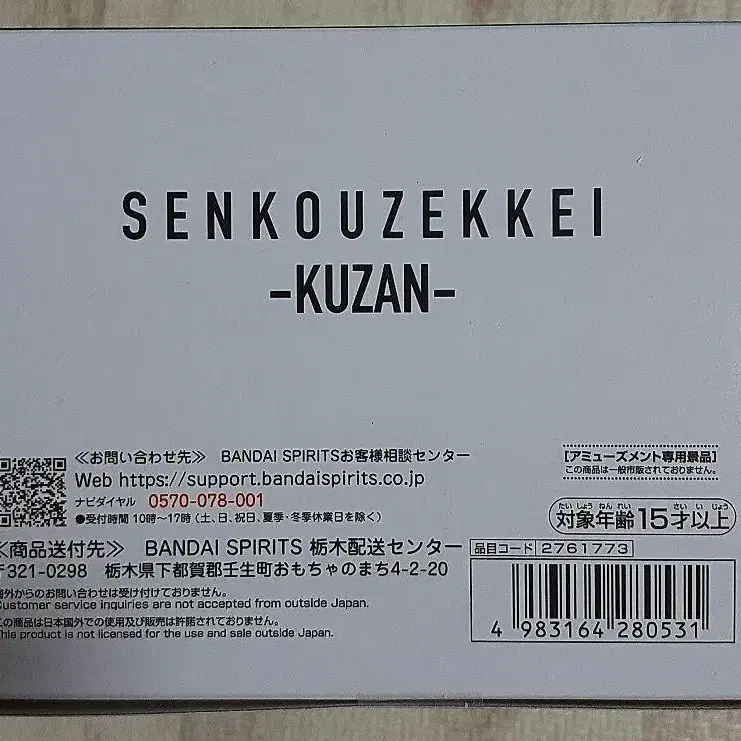 SENKOUZEKKEI
-KUZAN-
≪お問い合わせ先≫ BANDAI SPIRITSお客様相談センター
Web https://support.bandaispirits.co.jp
ナビダイヤル 0570-078-001
●受付時間 10時〜17時(土、日、祝日、夏季・冬季休業日を除く)
[アミューズメント専用景品]
この商品は一般市販されておりません。
たいしょうねんれい さいいじょう
対象年齢15才以上
≪商品送付先≫ BANDAI SPIRITS 栃木配送センター
〒321-0298 栃木県下都賀郡壬生町おもちゃのまち4-2-20
海外からのお問い合わせは受け付けておりません。
Customer service inquiries are not accepted from outside Japan.
この商品は日本国外での使用及び販売は許諾されておりません。
This product is not licensed for the use and sale outside Japan.
品目コード 2761773
4 983164 280531